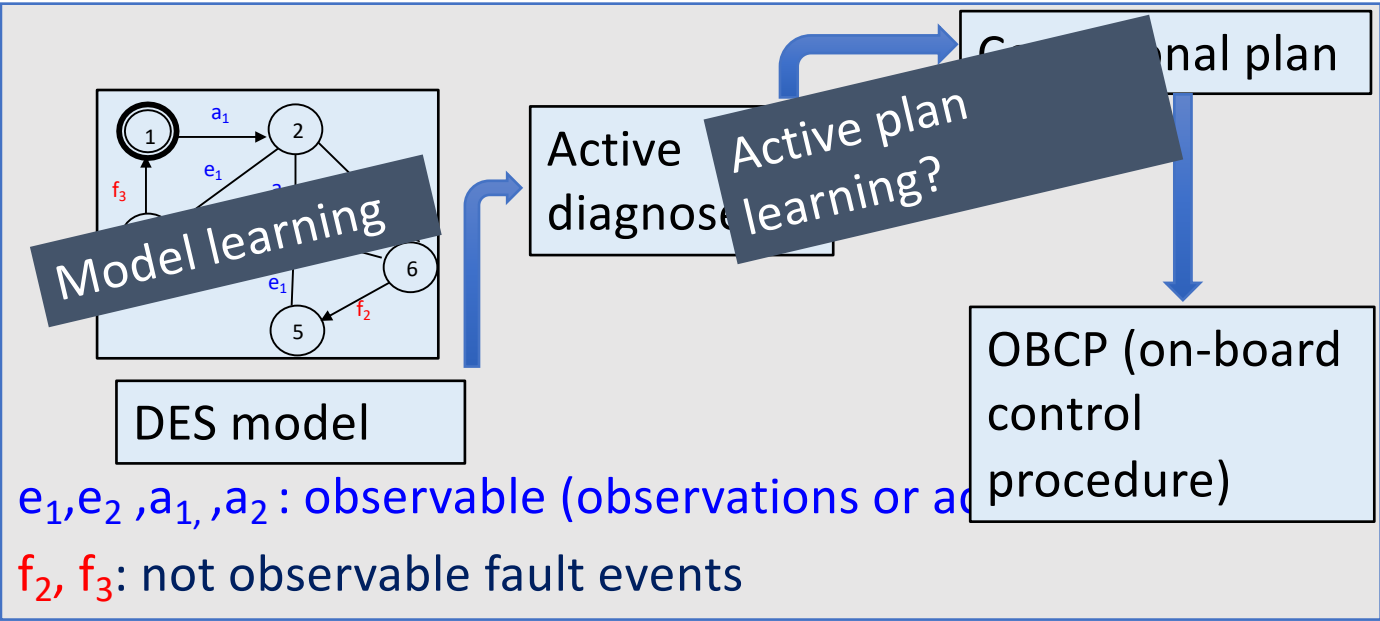 nal plan
Active plan
learning?
Active
diagnose
1
a1
2
e1
a
f3
Model learning
6
e1
f2
5
DES model
OBCP (on-board
control
procedure)
e1,e2 ,a1, ,a2 : observable (observations or a
f2, f3: not observable fault events